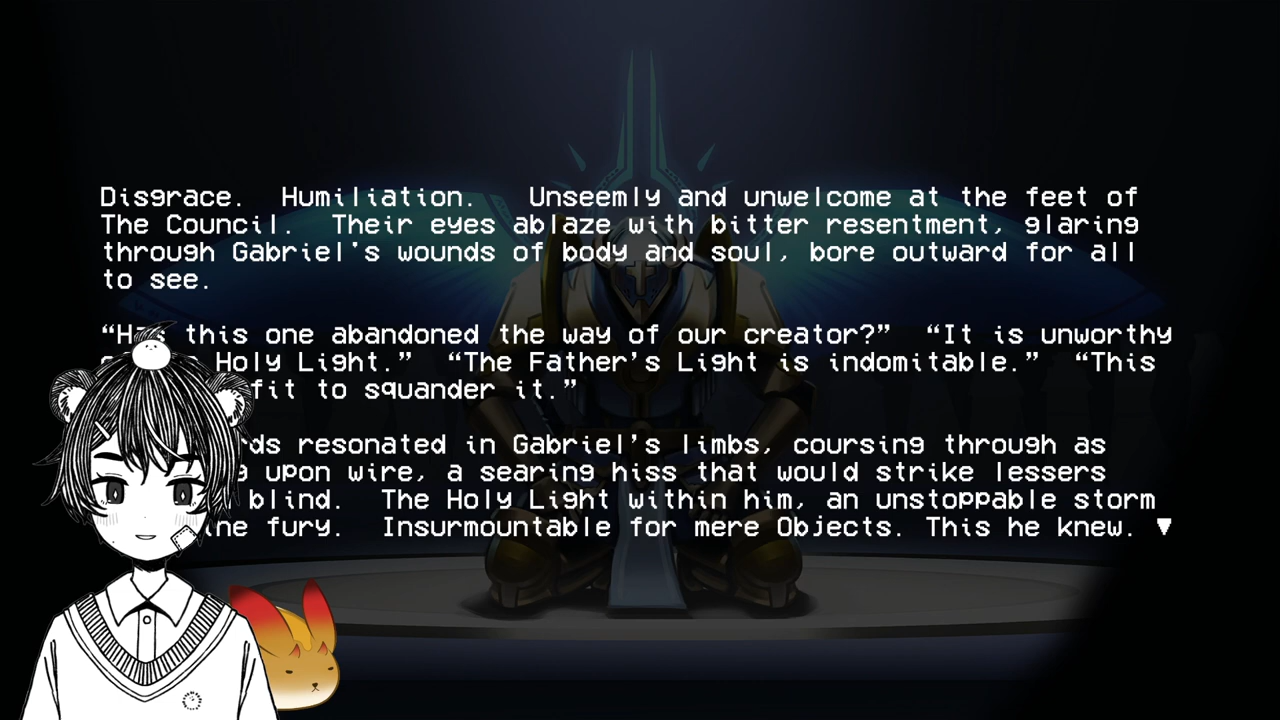 Disgrace.  Humiliation.   Unseemly and unwelcome at the feet of
The Council.  Their eyes ablaze with bitter resentment, glaring
through Gabriel's wounds of body and soul, bore outward for all
to see.
“Has this one abandoned the way of our creator?”  “It is unworthy
Holy Light.”  “The Father’s Light is indomitable.”  “This
fit to squander it.”
resonated in Gabriel’s limbs, coursing through as
upon wire, a searing hiss that would strike lessers
blind.  The Holy Light within him, an unstoppable storm
fury.  Insurmountable for mere Objects. This he knew. ▼